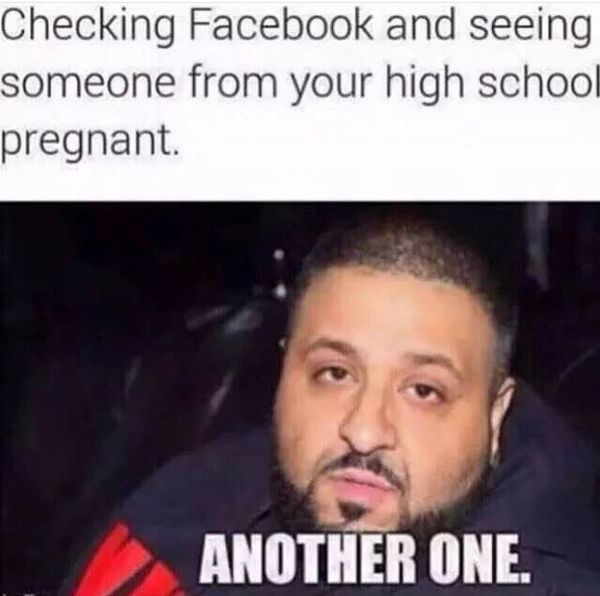 Checking Facebook and seeing
someone from your high school
pregnant.
ANOTHER ONE.